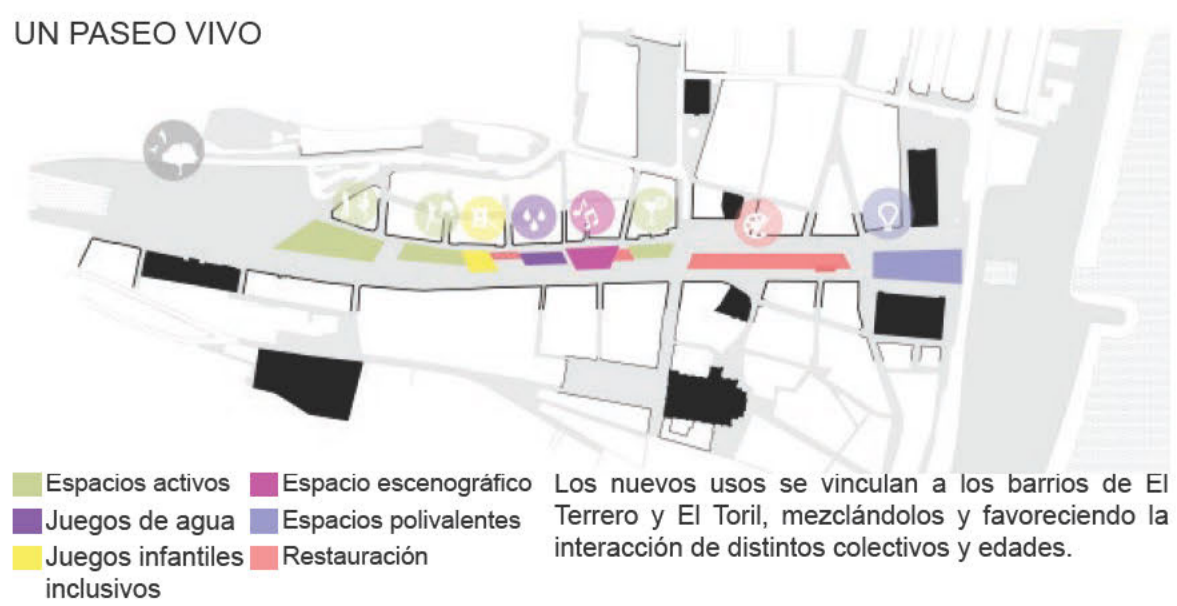 UN PASEO VIVO
Espacios activos
Juegos de agua
Juegos infantiles
inclusivos
Espacio escenográfico
Espacios polivalentes
Restauración
Los nuevos usos se vinculan a los barrios de El
Terrero y El Toril, mezclándolos y favoreciendo la
interacción de distintos colectivos y edades.